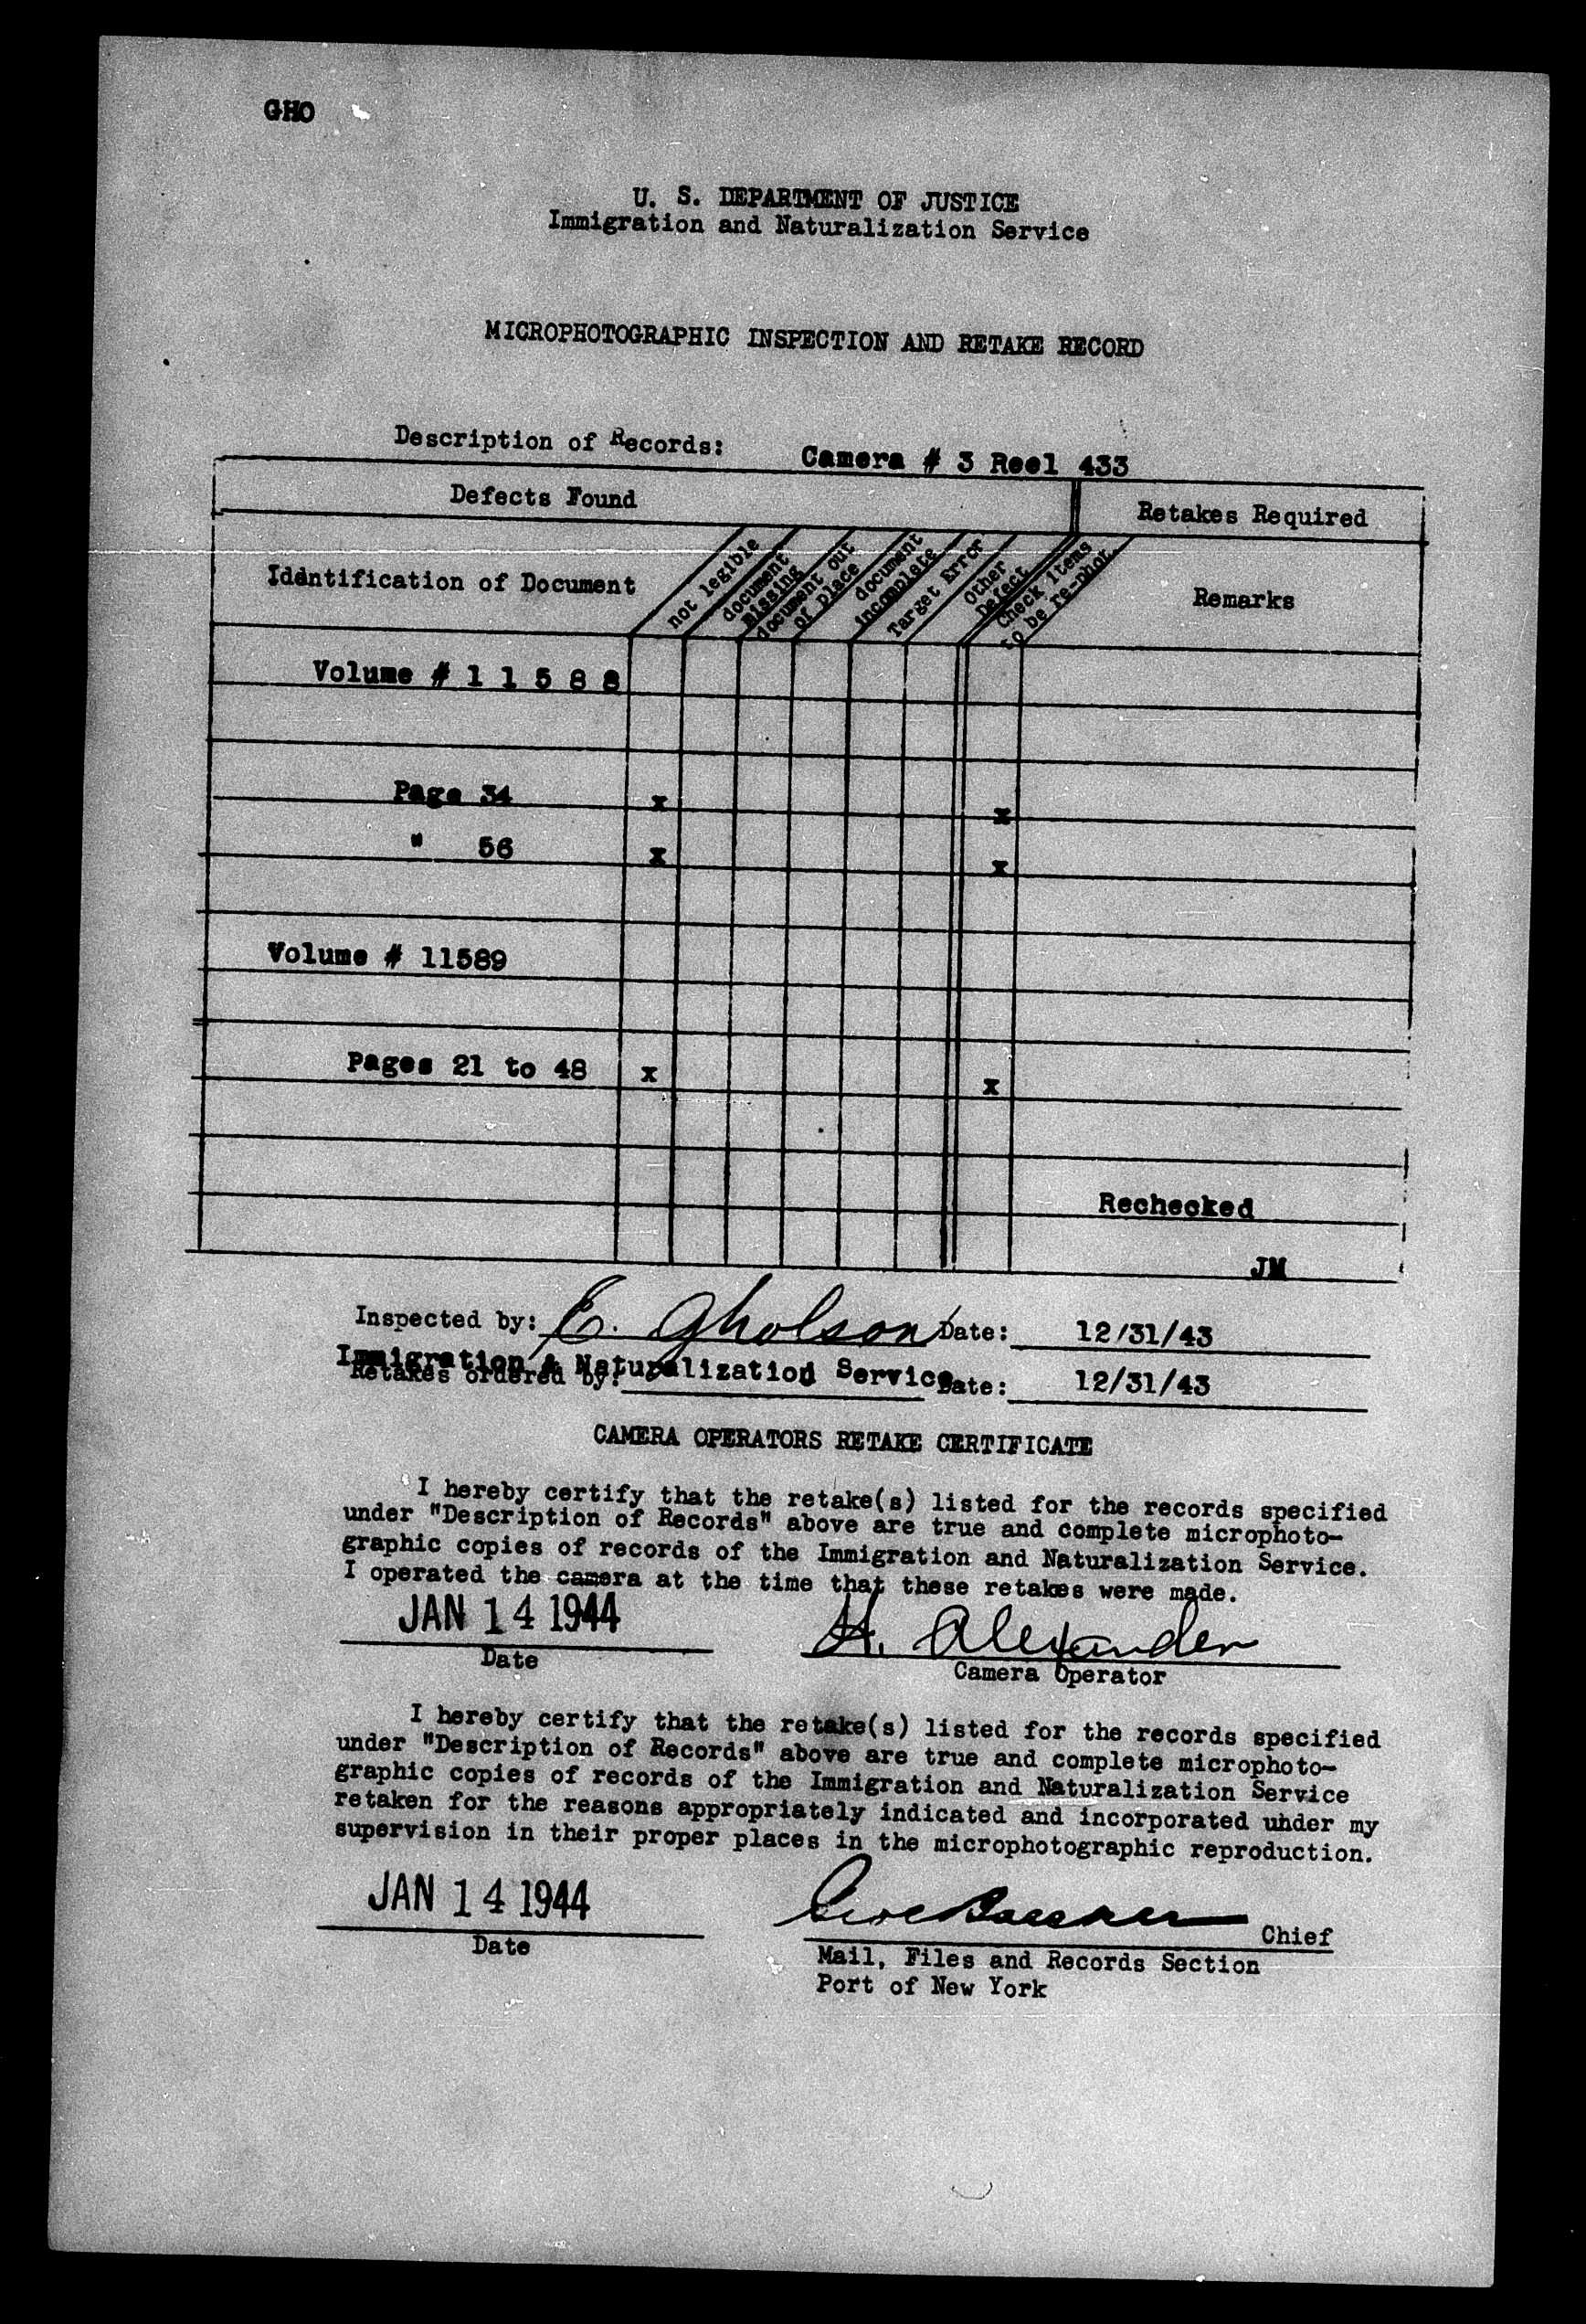 GHO
U. S. DEPARTMENT OF JUSTICE
Immigration and Naturalization Service
MICROPHOTOGRAPHIC INSPECTION AND RETAKE RECORD
Description of Records: Camera # 3 Reel 433
Defects Found
Retakes Required
Identification of Document
not legible
document
missing
document out
of place
document
incomplete
Target Error
Other
Defect
Check items
to be re-phot.
Remarks
Volume # 1 1 5 8 8
Page 34 x x
" 56 x x
Volume # 11589
Pages 21 to 48 x x
Rechecked
JM
Inspected by: E. Gholson Date: 12/31/43
Immigration & Naturalization Service
Retakes ordered by: Date: 12/31/43
CAMERA OPERATORS RETAKE CERTIFICATE
I hereby certify that the retake(s) listed for the records specified
under "Description of Records" above are true and complete microphoto-
graphic copies of records of the Immigration and Naturalization Service.
I operated the camera at the time that these retakes were made.
JAN 14 1944 H. Alexander
Date Camera Operator
I hereby certify that the retake(s) listed for the records specified
under "Description of Records" above are true and complete microphoto-
graphic copies of records of the Immigration and Naturalization Service
retaken for the reasons appropriately indicated and incorporated under my
supervision in their proper places in the microphotographic reproduction.
JAN 14 1944
Chief
Date
Mail, Files and Records Section
Port of New York